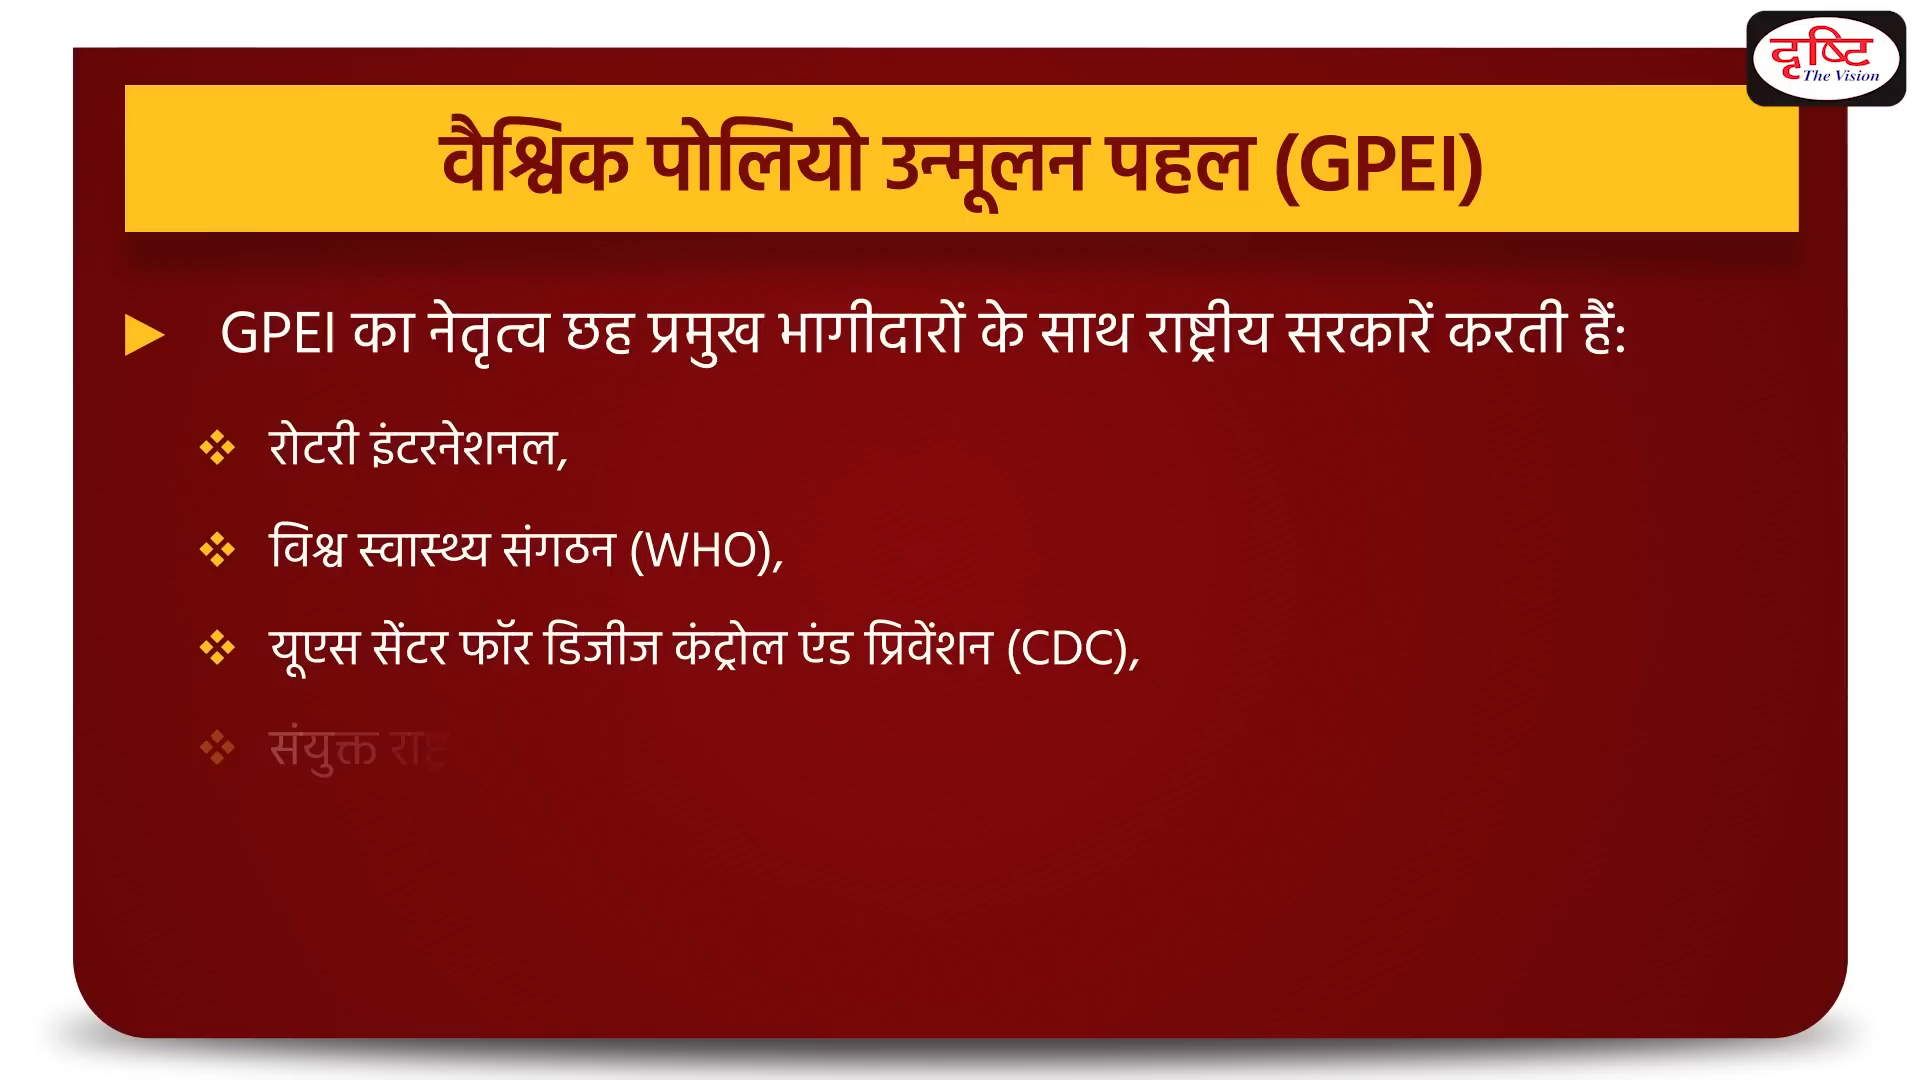 दृष्टि
The Vision
वैश्विक पोलियो उन्मूलन पहल (GPEI)
GPEI का नेतृत्व छह प्रमुख भागीदारों के साथ राष्ट्रीय सरकारें करती हैं:
रोटरी इंटरनेशनल,
विश्व स्वास्थ्य संगठन (WHO),
यूएस सेंटर फॉर डिजीज कंट्रोल एंड प्रिवेंशन (CDC),
संयुक्त